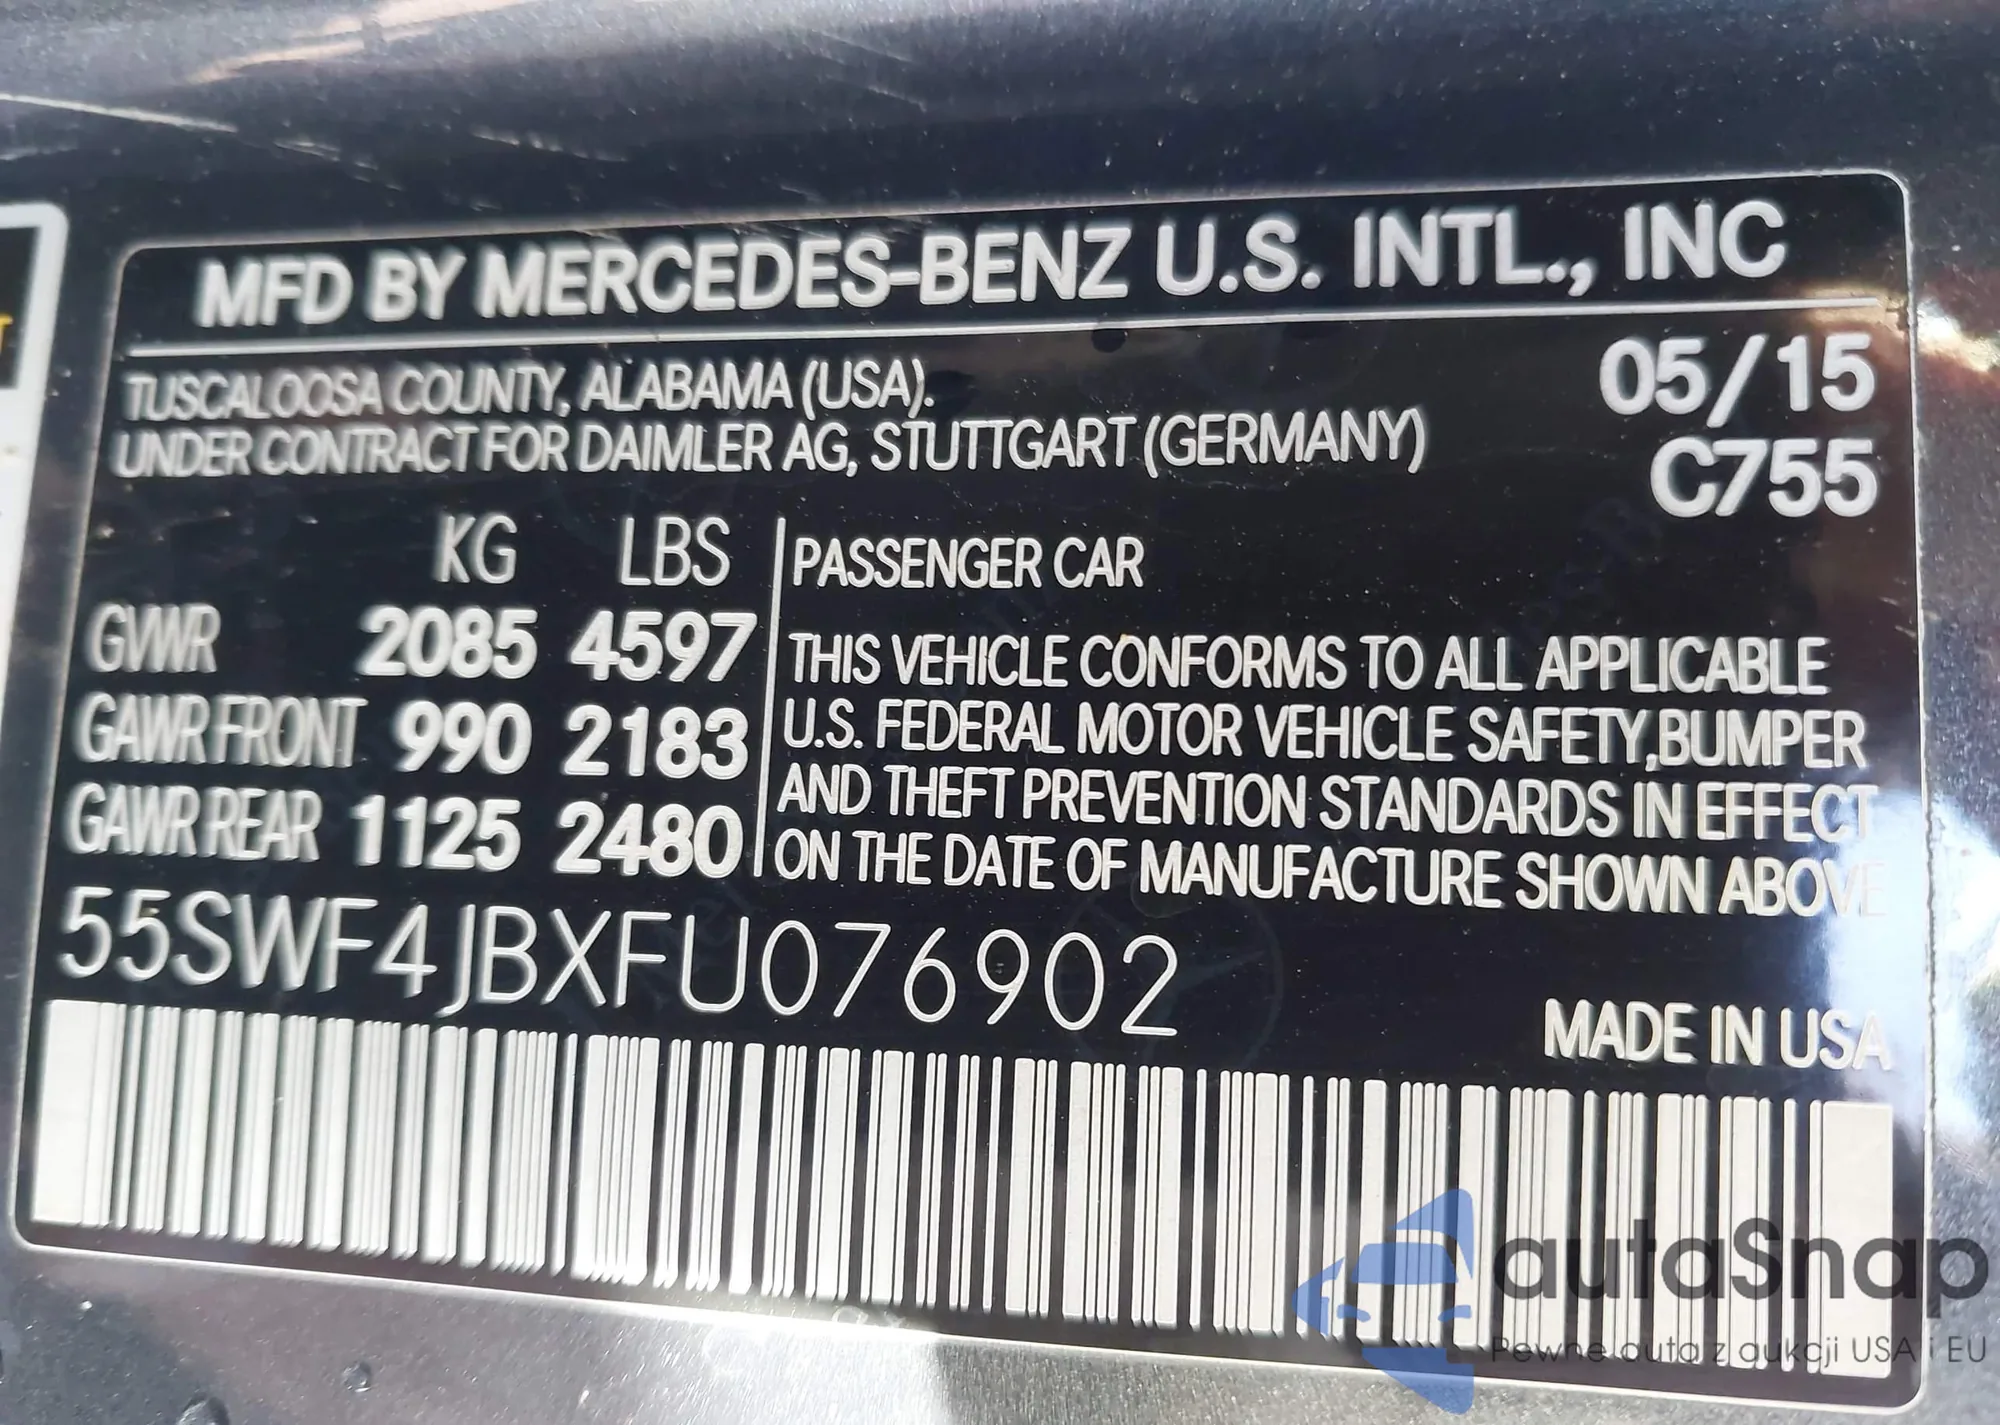 MFD BY MERCEDES-BENZ U.S. INTL., INC
TUSCALOOSA COUNTY, ALABAMA (USA).
UNDER CONTRACT FOR DAIMLER AG, STUTTGART (GERMANY)
05/15
C755
KG LBS
GVWR 2085 4597
GAWR FRONT 990 2183
GAWR REAR 1125 2480
PASSENGER CAR
THIS VEHICLE CONFORMS TO ALL APPLICABLE
U.S. FEDERAL MOTOR VEHICLE SAFETY,BUMPER
AND THEFT PREVENTION STANDARDS IN EFFECT
ON THE DATE OF MANUFACTURE SHOWN ABOVE
55SWF4JBXFU076902
MADE IN USA
autaSnap
Pewne auta z aukcji USA i EU